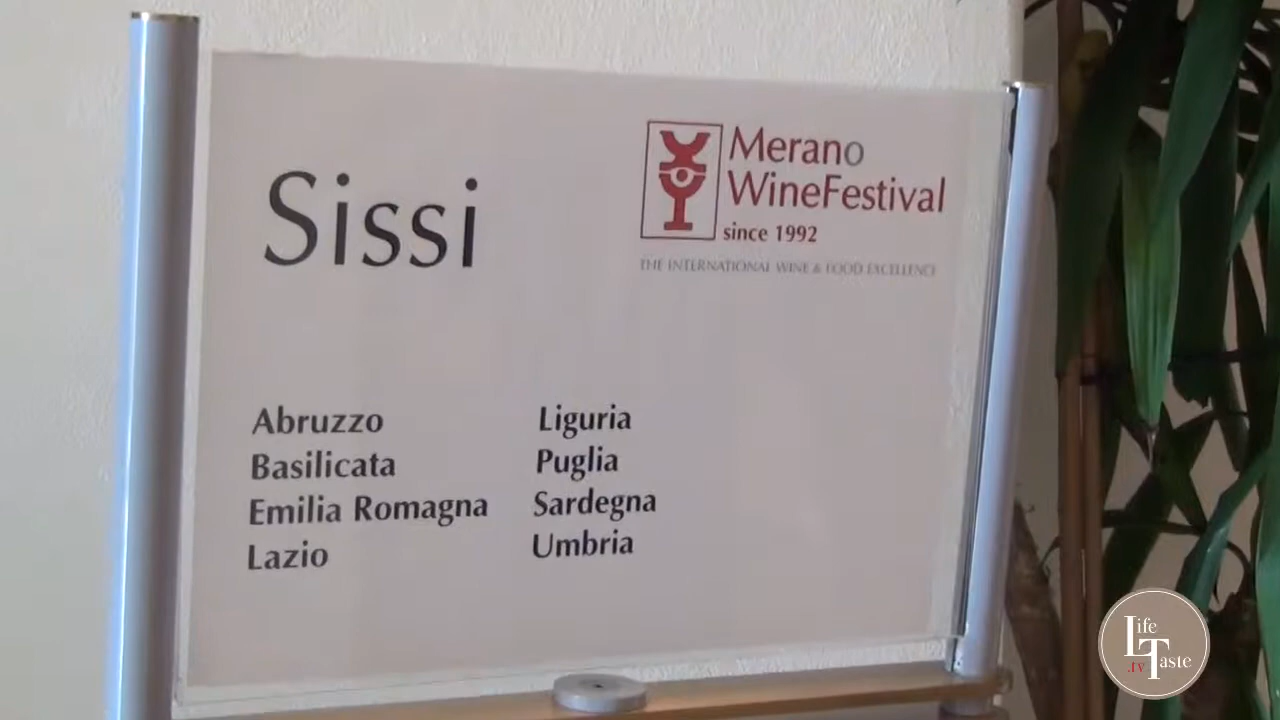 Sissi
Merano
WineFestival
since 1992
THE INTERNATIONAL WINE & FOOD EXCELLENCE
Abruzzo
Basilicata
Emilia Romagna
Lazio
Liguria
Puglia
Sardegna
Umbria
Life
.tv Taste